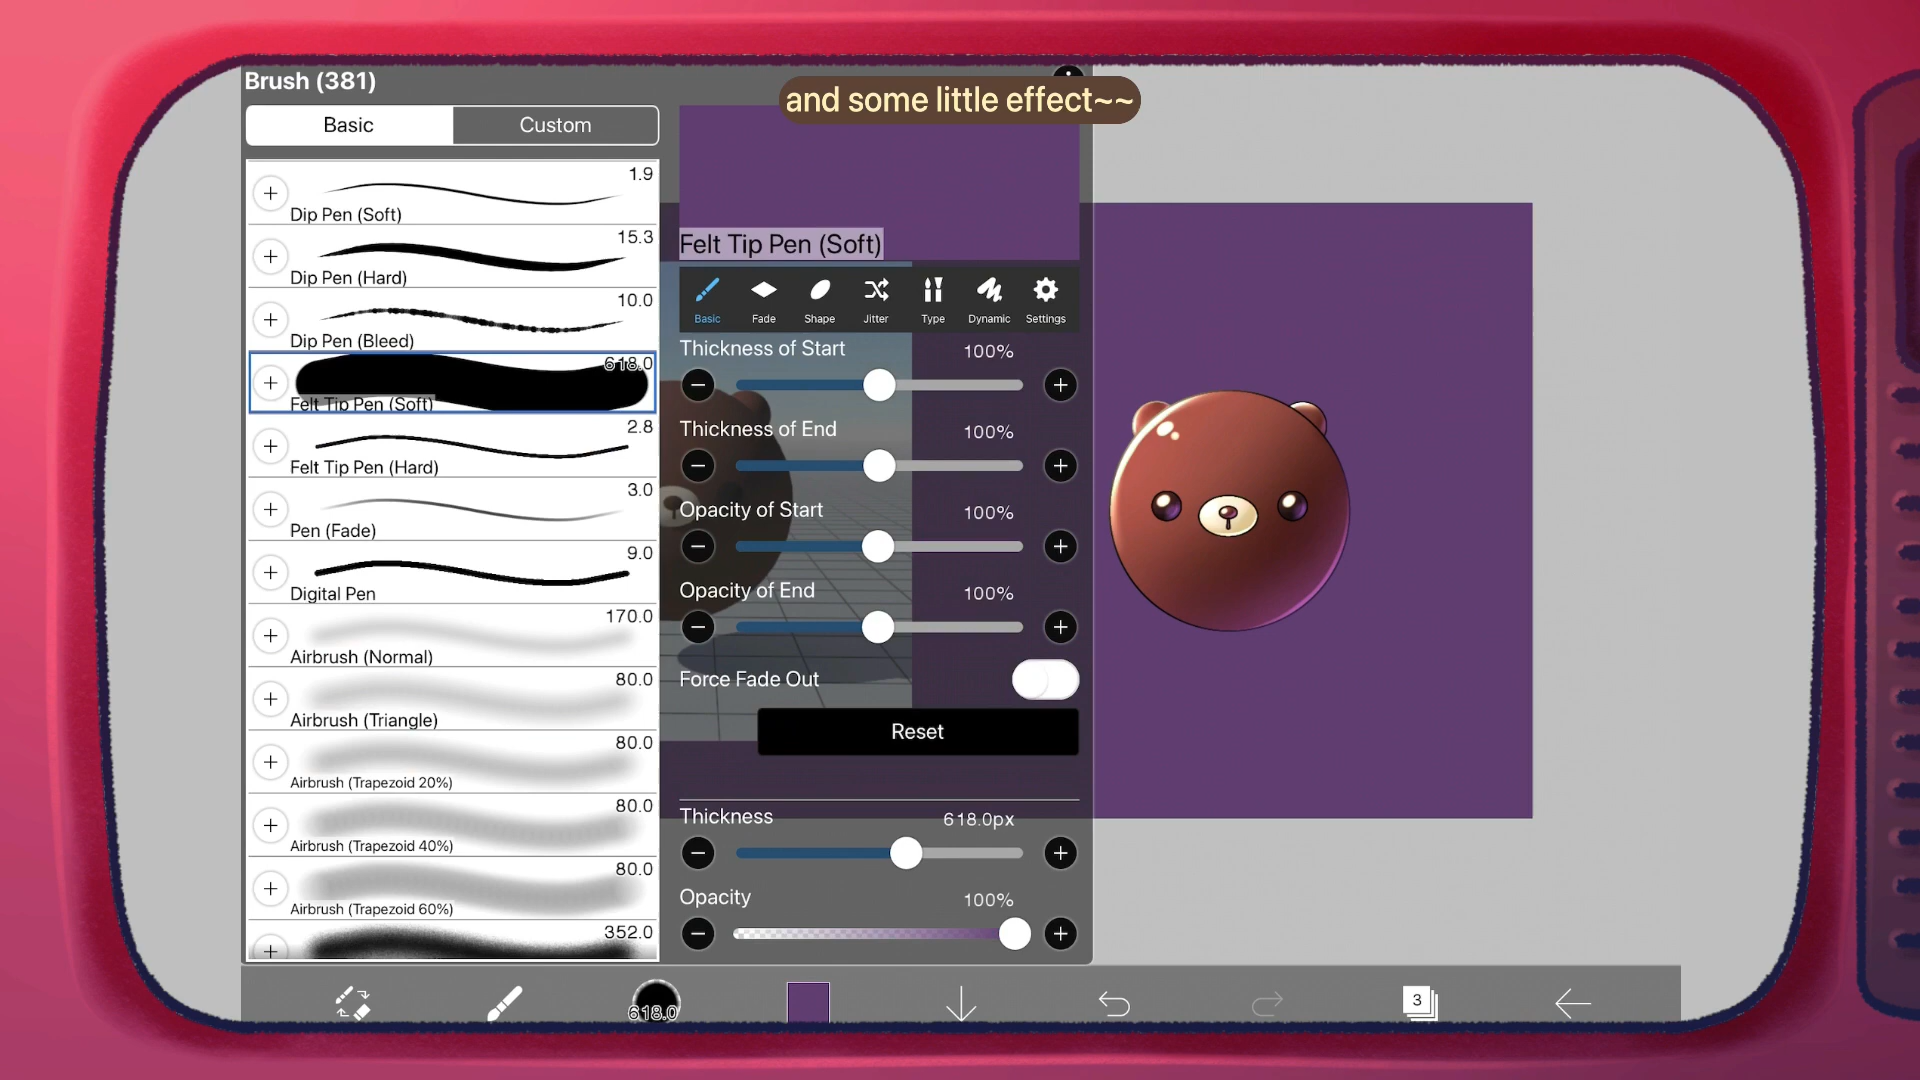 Brush (381)
and some little effect~~
Basic
Custom
1.9
Dip Pen (Soft)
15.3
Dip Pen (Hard)
10.0
Dip Pen (Bleed)
618.0
Felt Tip Pen (Soft)
2.8
Felt Tip Pen (Hard)
3.0
Pen (Fade)
9.0
Digital Pen
170.0
Airbrush (Normal)
80.0
Airbrush (Triangle)
80.0
Airbrush (Trapezoid 20%)
80.0
Airbrush (Trapezoid 40%)
80.0
Airbrush (Trapezoid 60%)
352.0
Felt Tip Pen (Soft)
Basic Fade Shape Jitter Type Dynamic Settings
Thickness of Start 100%
Thickness of End 100%
Opacity of Start 100%
Opacity of End 100%
Force Fade Out
Reset
Thickness 618.0px
Opacity 100%
618.0
3